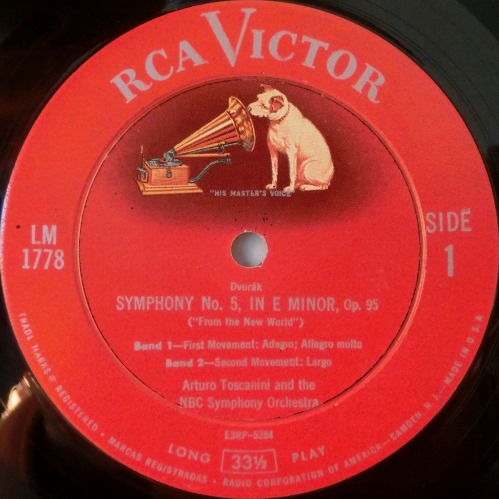 RCA VICTOR
"HIS MASTER'S VOICE"
LM
1778
SIDE
1
Dvorák
SYMPHONY No. 5, IN E MINOR, Op. 95
("From the New World")
Band 1—First Movement: Adagio; Allegro molto
Band 2—Second Movement: Largo
Arturo Toscanini and the
NBC Symphony Orchestra
E3RP-5284
LONG 33⅓ PLAY
TRADE MARKS ® REGISTERED • MARCAS REGISTRADAS • RADIO CORPORATION OF AMERICA—CAMDEN, N. J.—MADE IN U.S.A.